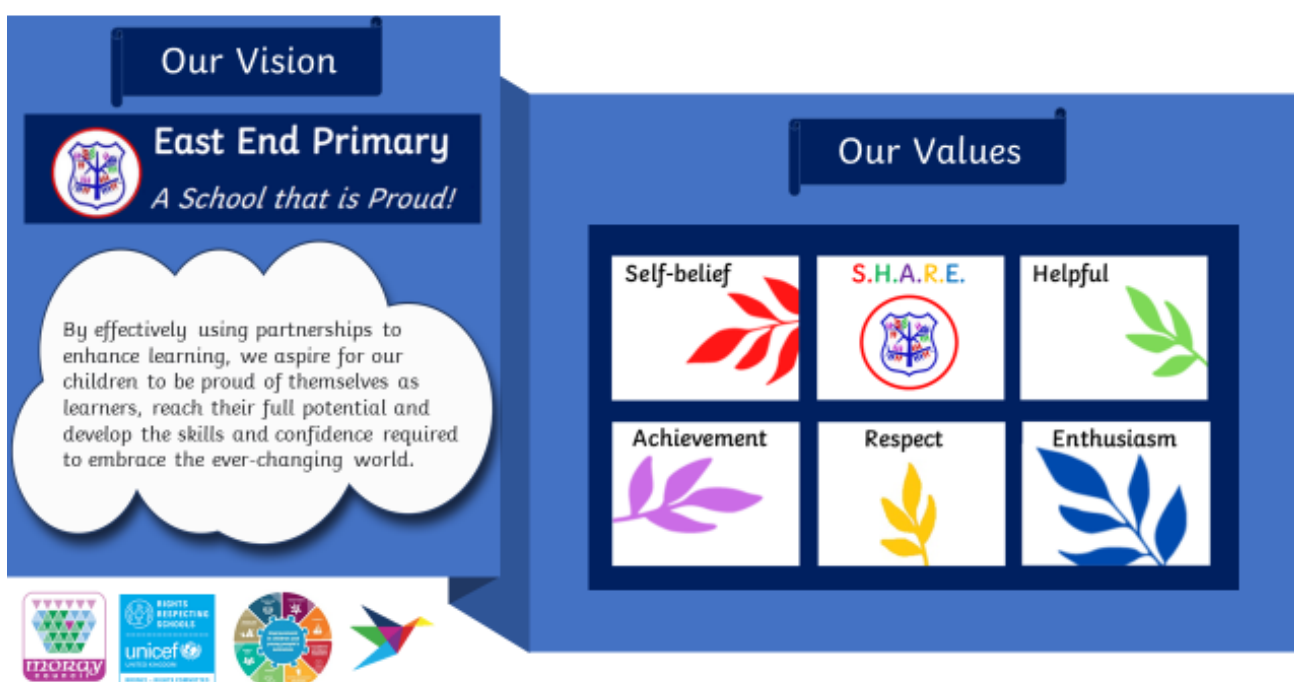 Our Vision
East End Primary
A School that is Proud!
By effectively using partnerships to
enhance learning, we aspire for our
children to be proud of themselves as
learners, reach their full potential and
develop the skills and confidence required
to embrace the ever-changing world.
Our Values
Self-belief
S.H.A.R.E.
Helpful
Achievement
Respect
Enthusiasm
moray
council
RIGHTS
RESPECTING
SCHOOLS
unicef
UNITED KINGDOM